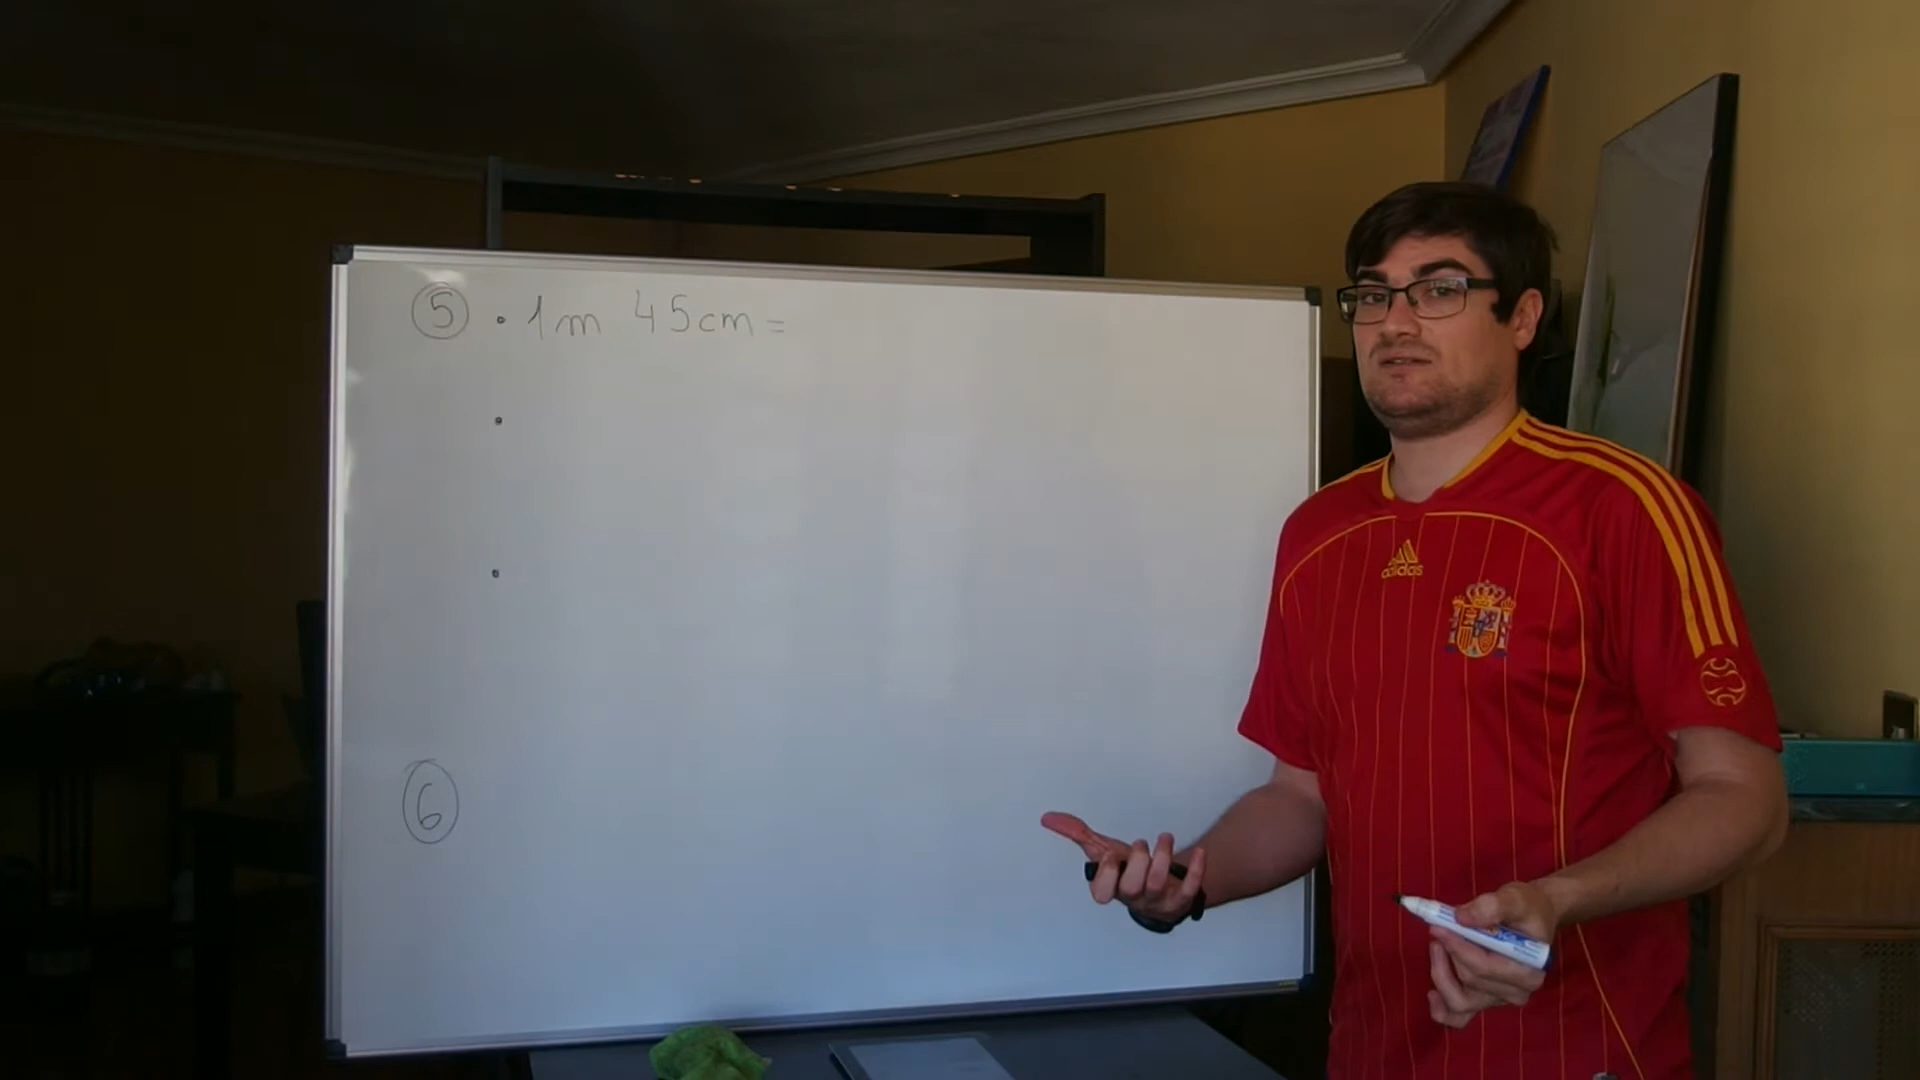 ⑤ • 1m 45cm =
•
•
⑥
adidas